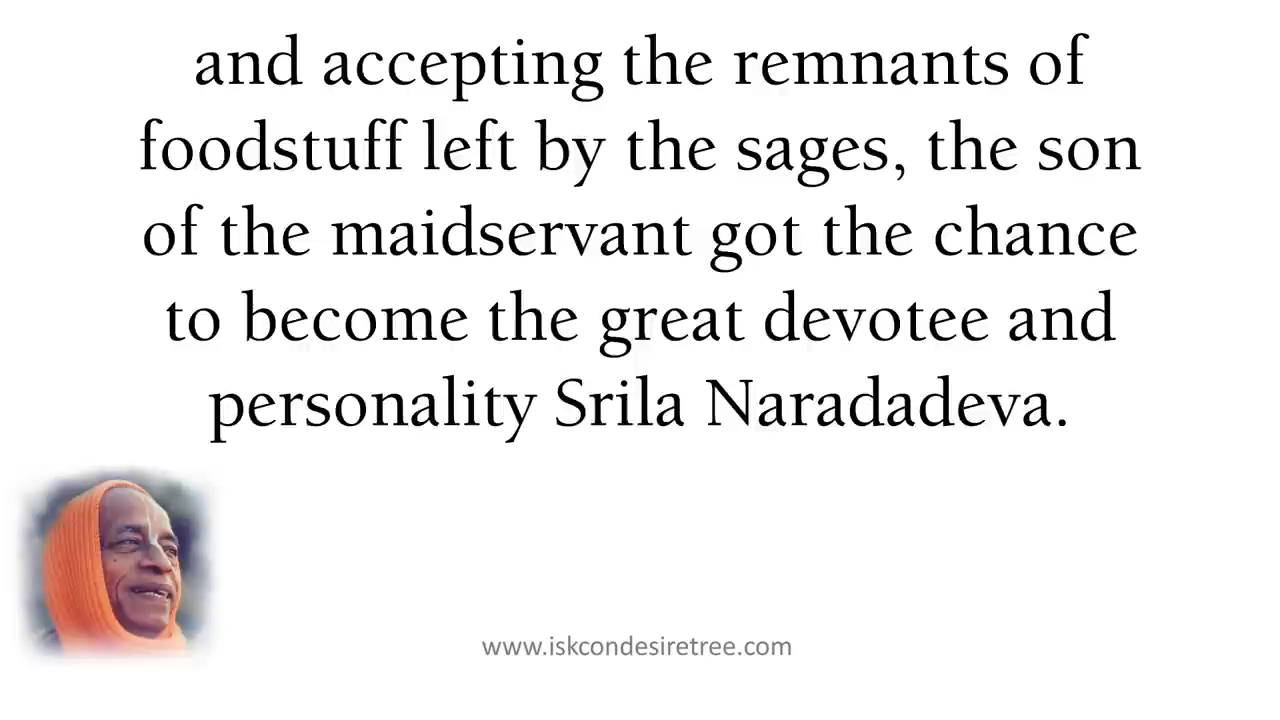 and accepting the remnants of
foodstuff left by the sages, the son
of the maidservant got the chance
to become the great devotee and
personality Srila Naradadeva.
www.iskcondesiretree.com